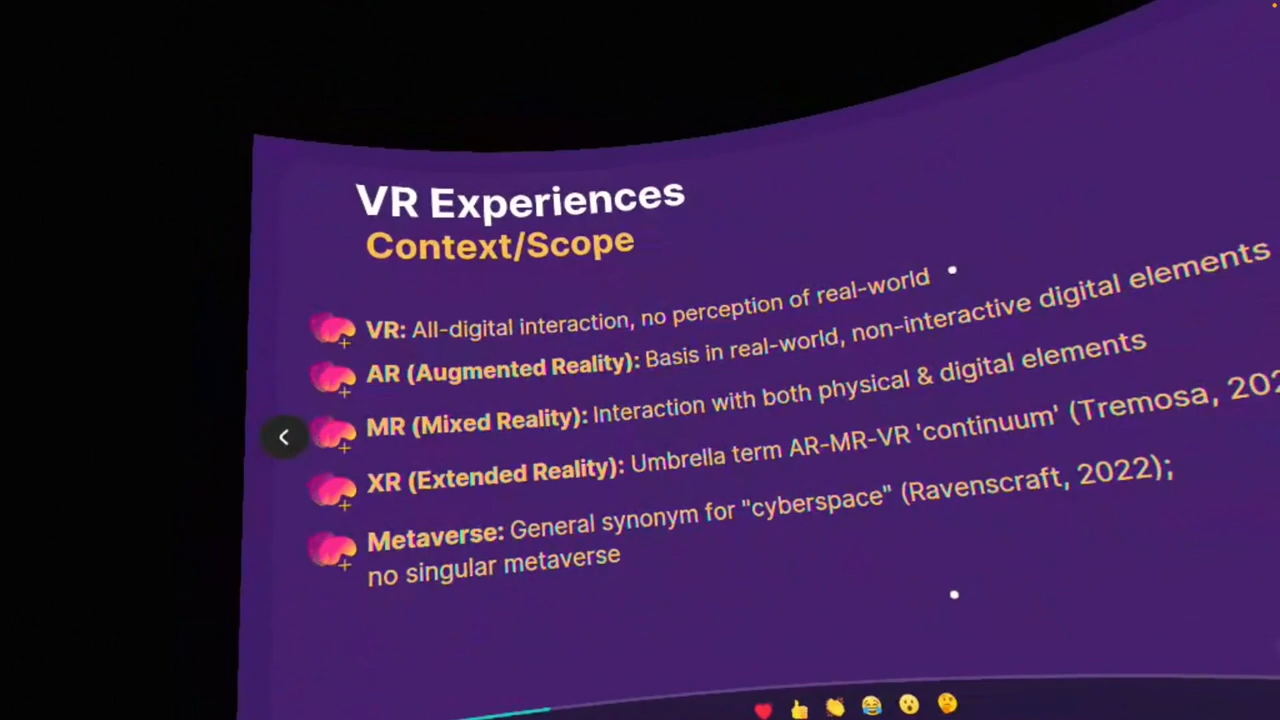 VR Experiences
Context/Scope
VR: All-digital interaction, no perception of real-world
AR (Augmented Reality): Basis in real-world, non-interactive digital elements
MR (Mixed Reality): Interaction with both physical & digital elements
XR (Extended Reality): Umbrella term AR-MR-VR 'continuum' (Tremosa,
Metaverse: General synonym for "cyberspace" (Ravenscraft, 2022);
no singular metaverse